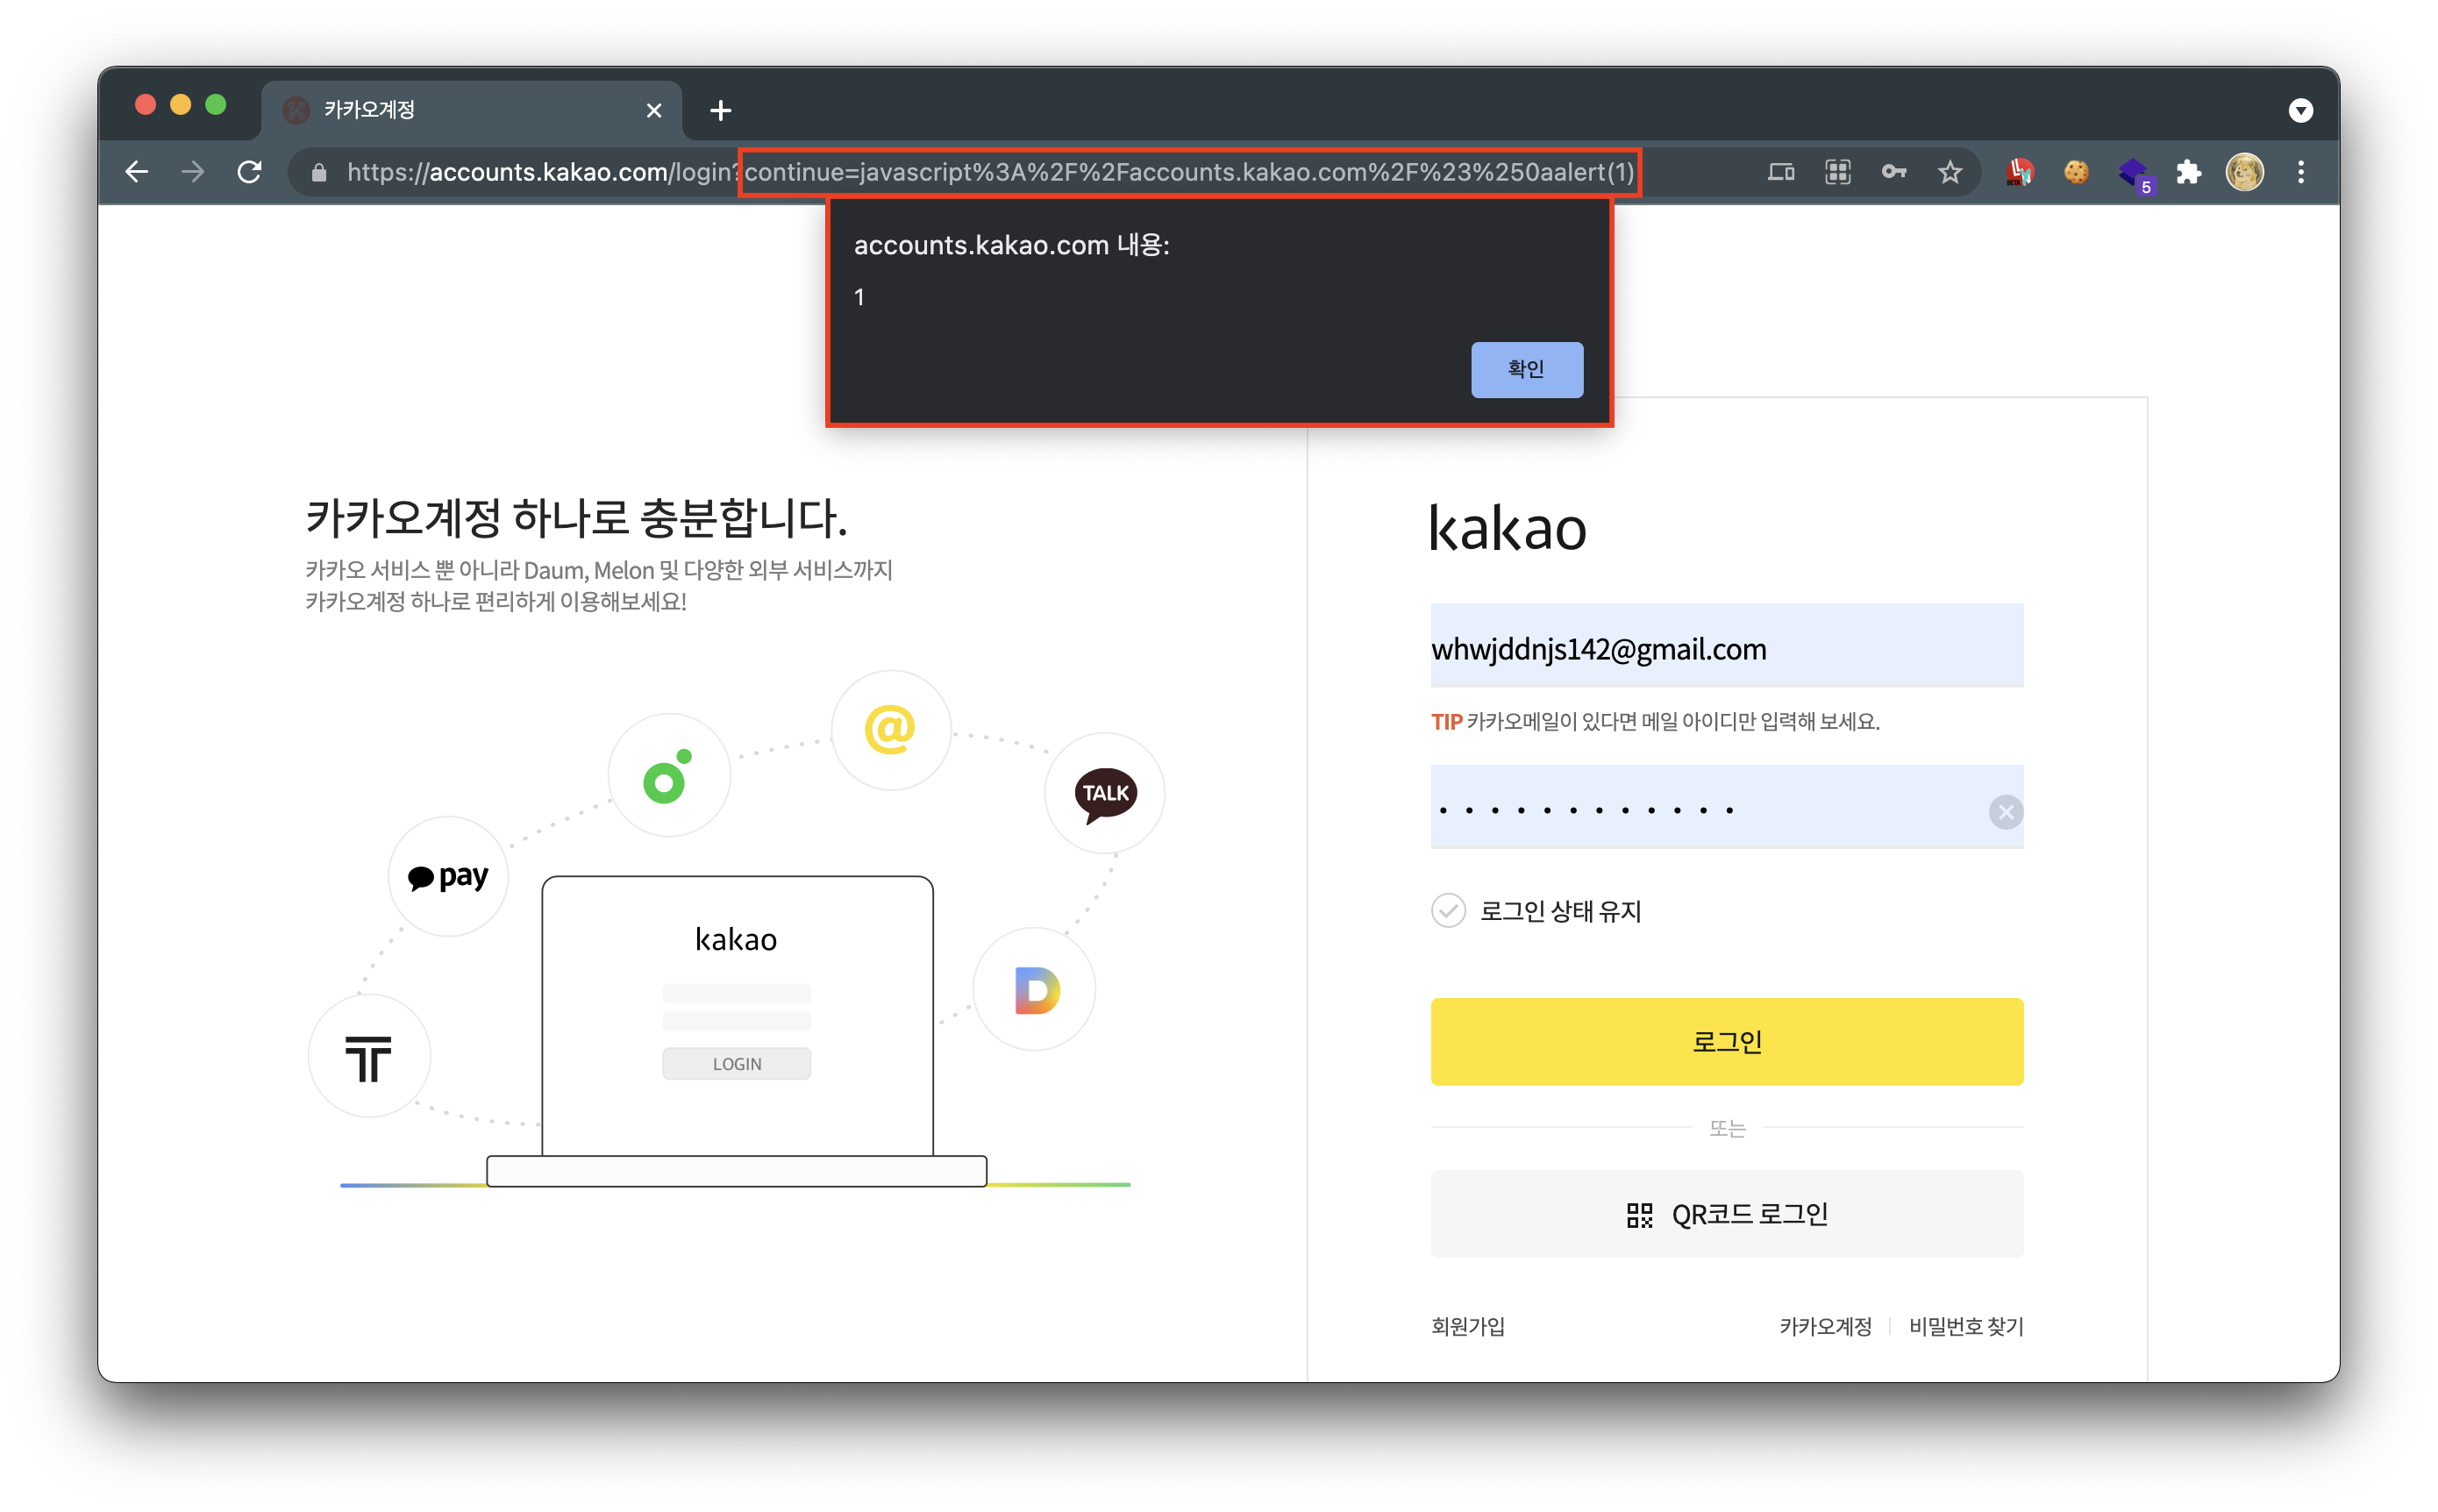 카카오계정
https://accounts.kakao.com/login?continue=javascript%3A%2F%2Faccounts.kakao.com%2F%23%250aalert(1)
5
accounts.kakao.com 내용:
1
확인
카카오계정 하나로 충분합니다.
카카오 서비스 뿐 아니라 Daum, Melon 및 다양한 외부 서비스까지
카카오계정 하나로 편리하게 이용해보세요!
@
TALK
pay
kakao
LOGIN
D
T
kakao
whwjddnjs142@gmail.com
TIP 카카오메일이 있다면 메일 아이디만 입력해 보세요.
로그인 상태 유지
로그인
또는
QR코드 로그인
회원가입
카카오계정
비밀번호 찾기